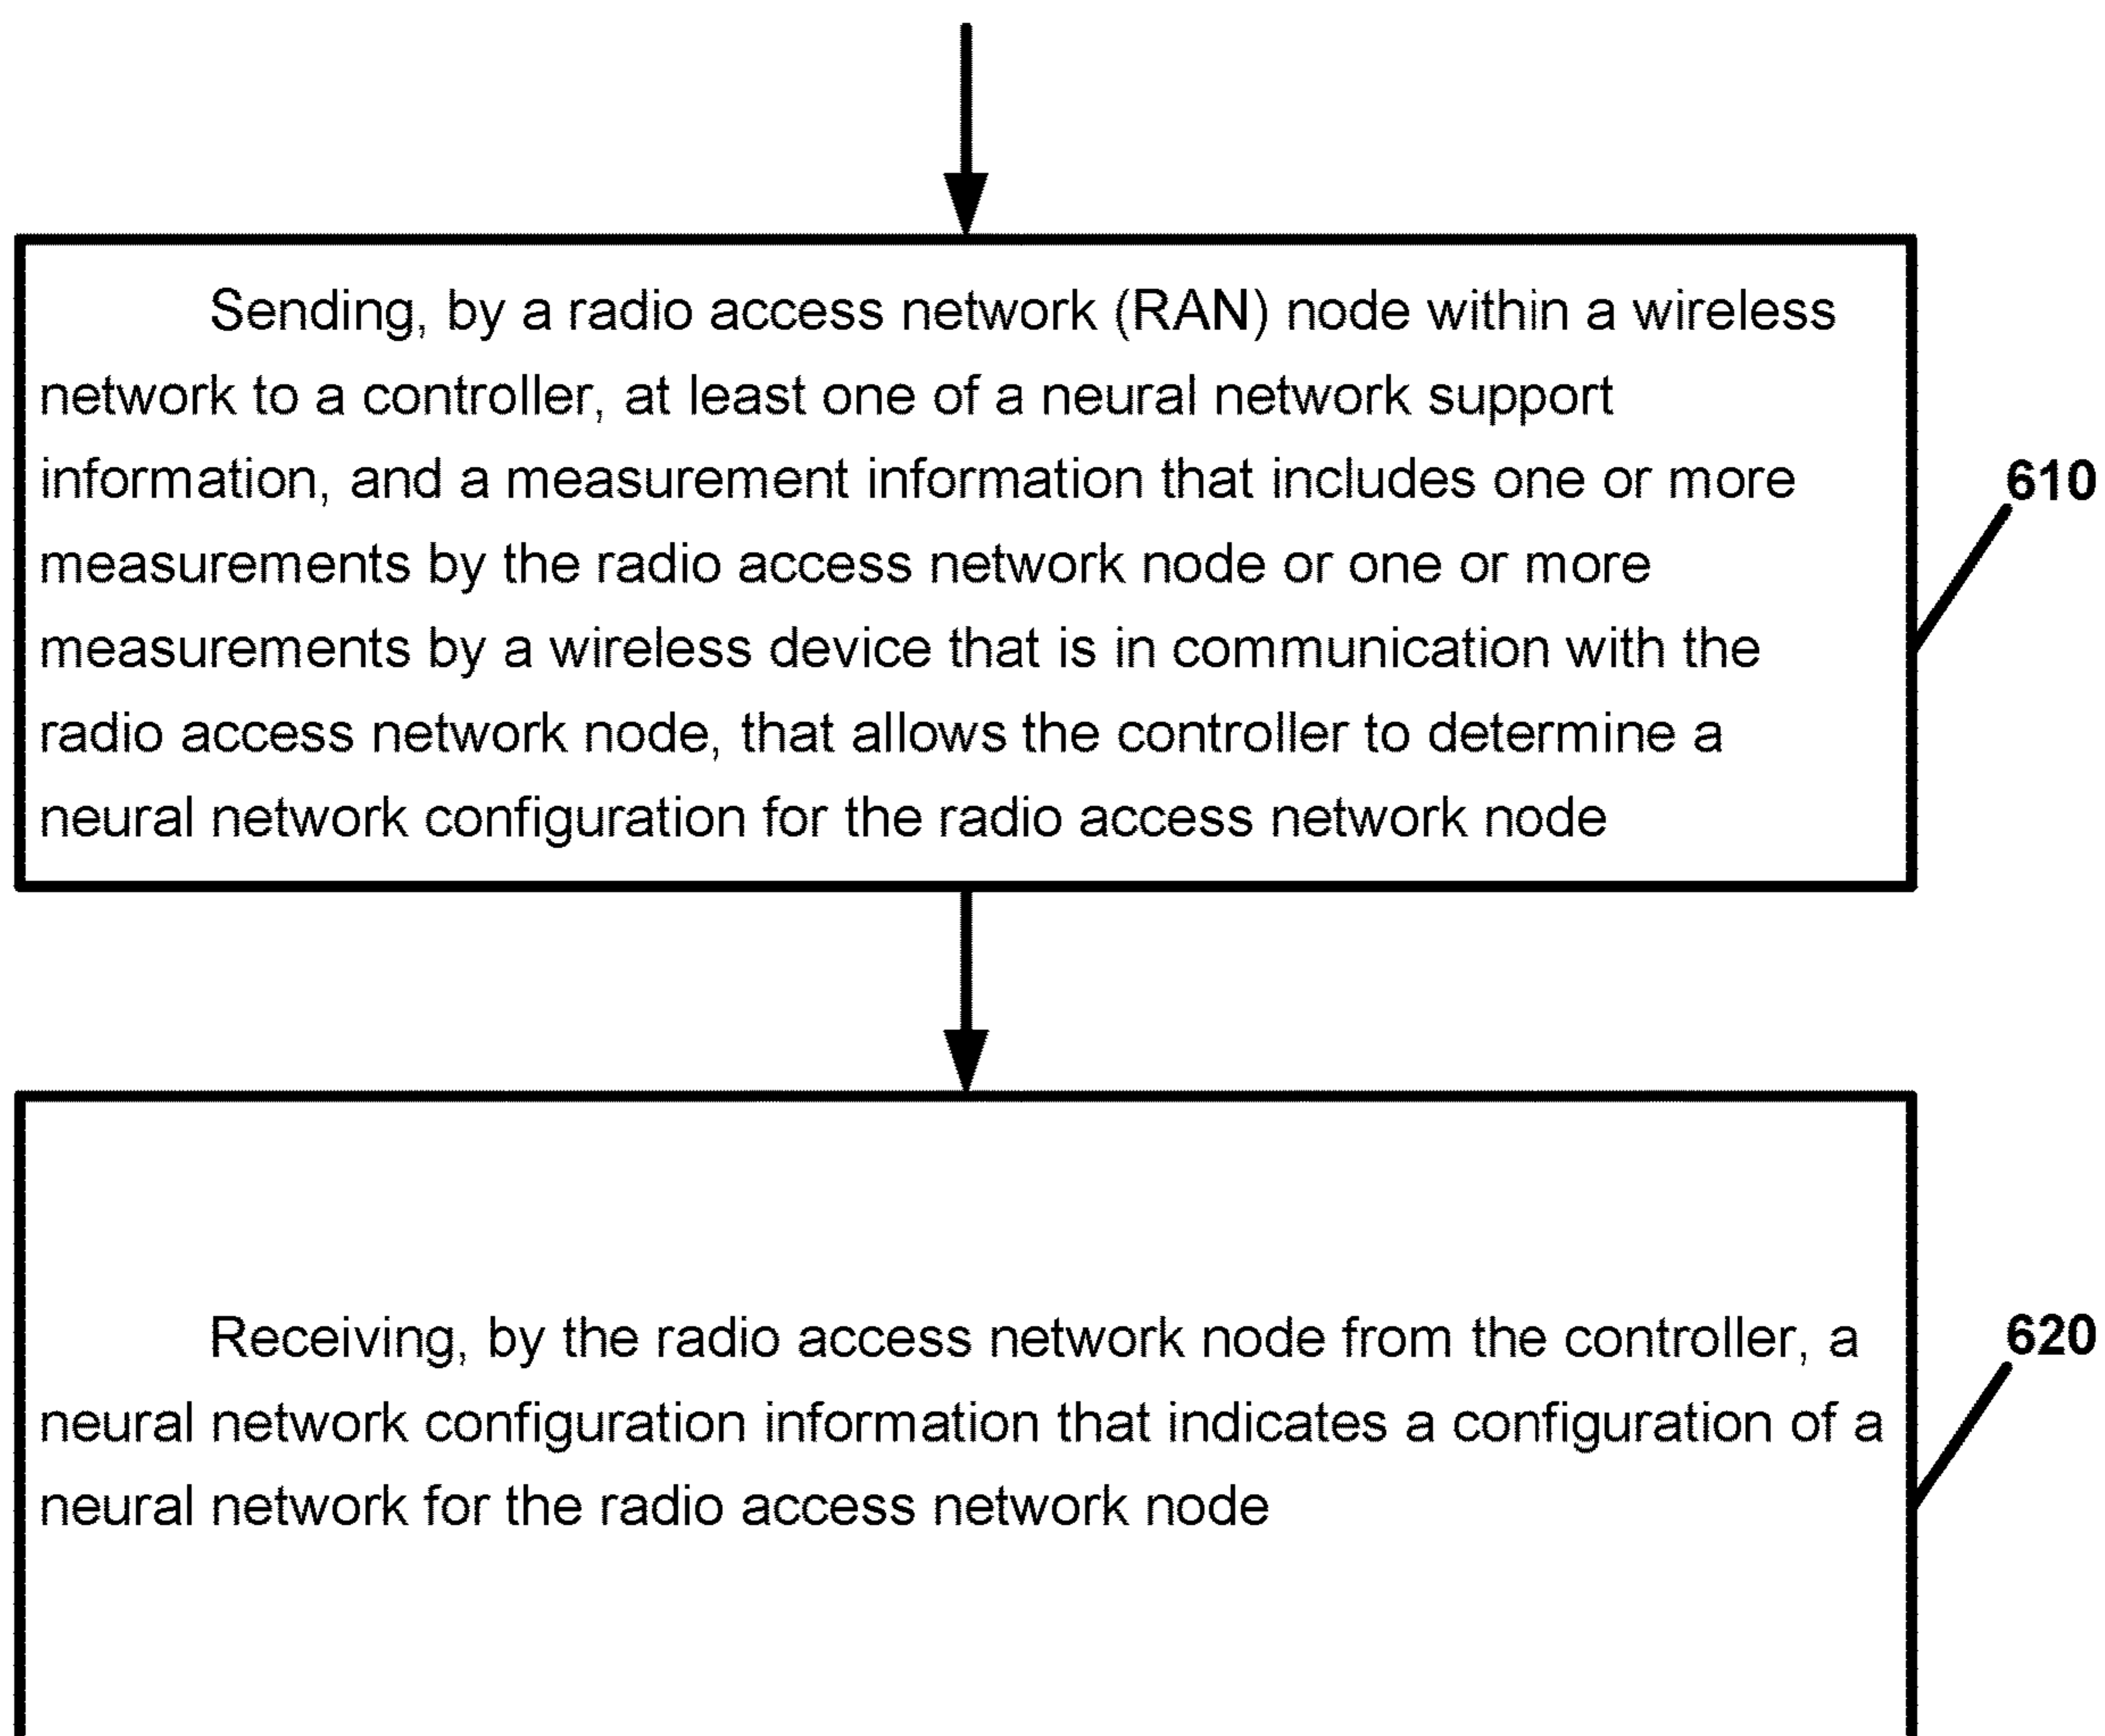 Sending, by a radio access network (RAN) node within a wireless
network to a controller, at least one of a neural network support
information, and a measurement information that includes one or more
measurements by the radio access network node or one or more
measurements by a wireless device that is in communication with the
radio access network node, that allows the controller to determine a
neural network configuration for the radio access network node
610
Receiving, by the radio access network node from the controller, a
neural network configuration information that indicates a configuration of a
neural network for the radio access network node
620